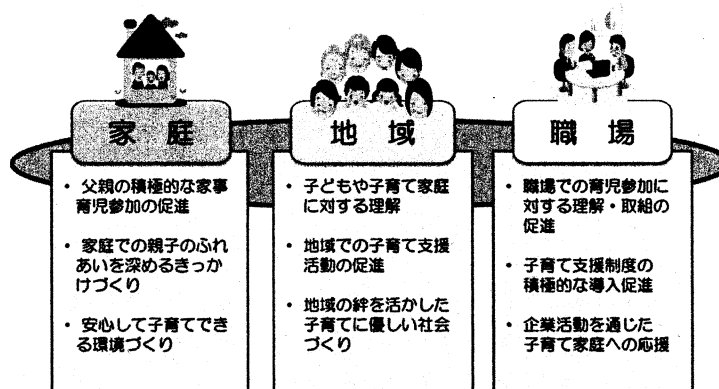 家庭
・ 父親の積極的な家事
育児参加の促進
・ 家庭での親子のふれ
あいを深めるきっか
けづくり
・ 安心して子育てでき
る環境づくり
地域
・ 子どもや子育て家庭
に対する理解
・ 地域での子育て支援
活動の促進
・ 地域の絆を活かした
子育てに優しい社会
づくり
職場
・ 職場での育児参加に
対する理解・取組の
促進
・ 子育て支援制度の
積極的な導入促進
・ 企業活動を通じた
子育て家庭への応援